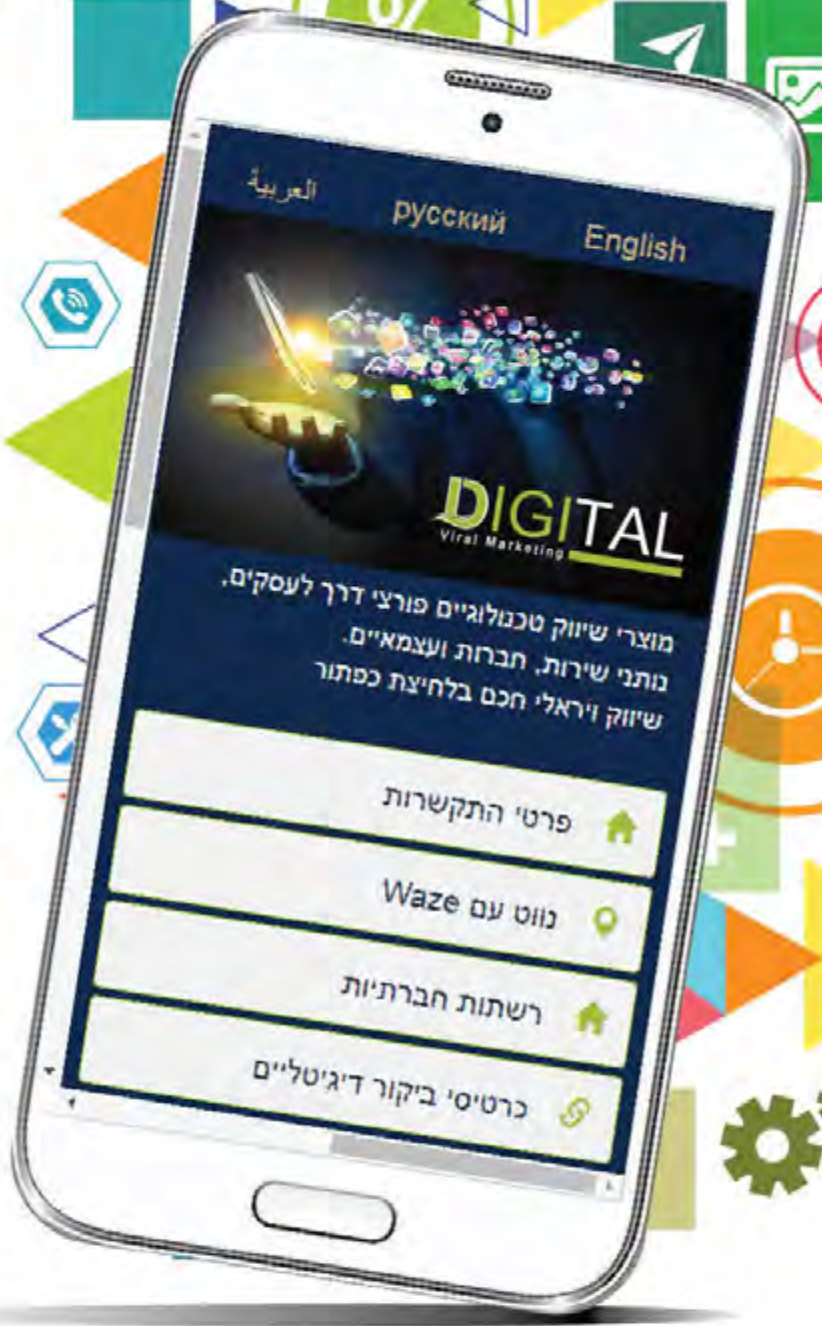 %
English русский العربية
DIGITAL
Viral Marketing
מוצרי שיווק טכנולוגיים פורצי דרך לעסקים,
נותני שירות, חברות ועצמאיים.
שיווק ויראלי חכם בלחיצת כפתור
פרטי התקשרות
נווט עם Waze
רשתות חברתיות
כרטיסי ביקור דיגיטליים